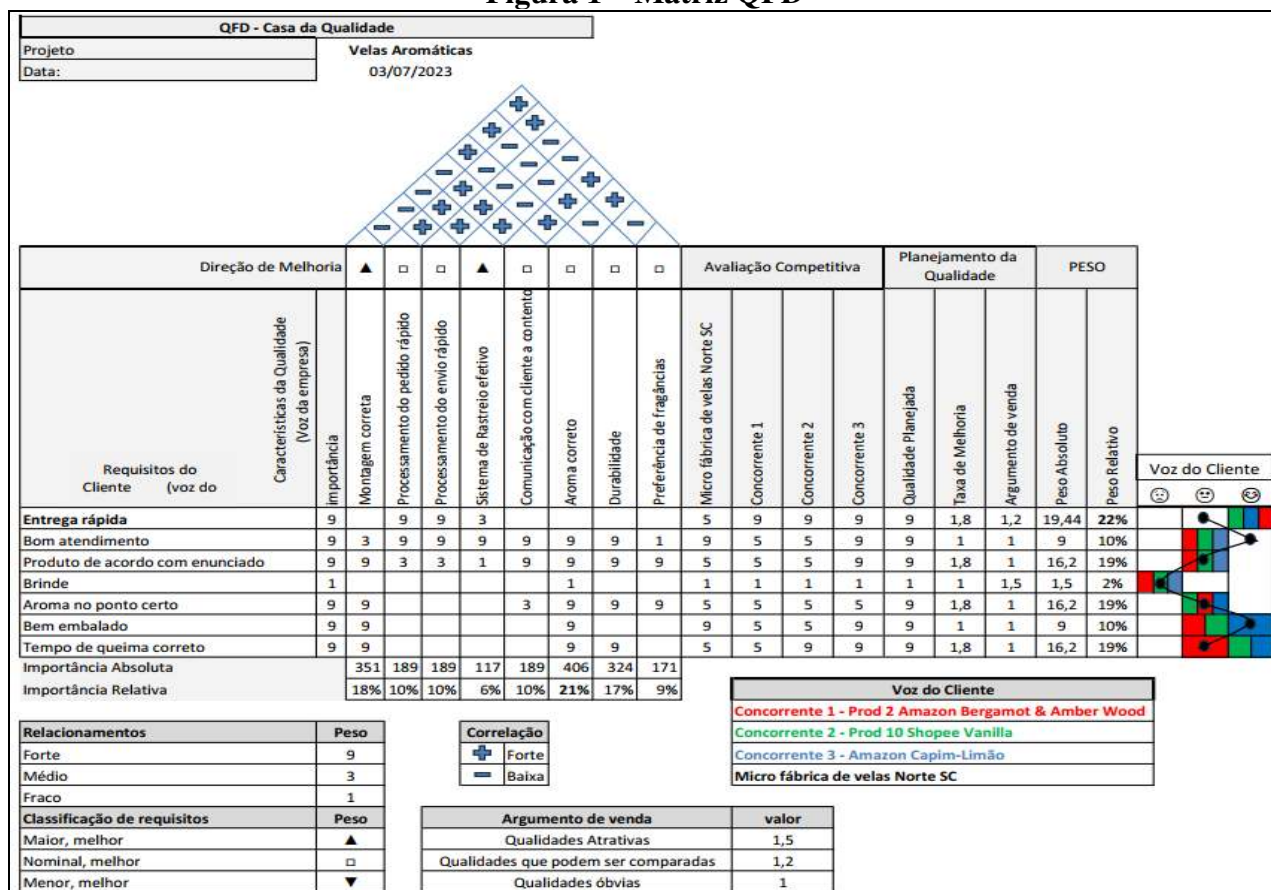 Figura 1 – Matriz QFD
QFD - Casa da Qualidade
Projeto Velas Aromáticas
Data: 03/07/2023
Direção de Melhoria ▲ □ □ ▲ □ □ □ □ Avaliação Competitiva Planejamento da Qualidade PESO
Características da Qualidade
(Voz da empresa)
Requisitos do
Cliente (voz do
importância
Montagem correta
Processamento do pedido rápido
Processamento do envio rápido
Sistema de Rastreio efetivo
Comunicação com cliente a contento
Aroma correto
Durabilidade
Preferência de fragâncias
Micro fábrica de velas Norte SC
Concorrente 1
Concorrente 2
Concorrente 3
Qualidade Planejada
Taxa de Melhoria
Argumento de venda
Peso Absoluto
Peso Relativo
Voz do Cliente
Entrega rápida 9 9 9 3 5 9 9 9 9 1,8 1,2 19,44 22%
Bom atendimento 9 3 9 9 9 9 9 9 1 9 5 5 9 9 1 1 9 10%
Produto de acordo com enunciado 9 9 3 3 1 9 9 9 9 5 5 5 9 9 1,8 1 16,2 19%
Brinde 1 1 1 1 1 1 1 1 1,5 1,5 2%
Aroma no ponto certo 9 9 3 9 9 9 5 5 5 5 9 1,8 1 16,2 19%
Bem embalado 9 9 9 9 5 5 9 9 1 1 9 10%
Tempo de queima correto 9 9 9 9 5 5 9 9 9 1,8 1 16,2 19%
Importância Absoluta 351 189 189 117 189 406 324 171
Importância Relativa 18% 10% 10% 6% 10% 21% 17% 9%
Voz do Cliente
Concorrente 1 - Prod 2 Amazon Bergamot & Amber Wood
Concorrente 2 - Prod 10 Shopee Vanilla
Concorrente 3 - Amazon Capim-Limão
Micro fábrica de velas Norte SC
Relacionamentos Peso
Forte 9
Médio 3
Fraco 1
Correlação
Forte
Baixa
Classificação de requisitos Peso
Maior, melhor ▲
Nominal, melhor □
Menor, melhor ▼
Argumento de venda valor
Qualidades Atrativas 1,5
Qualidades que podem ser comparadas 1,2
Qualidades óbvias 1